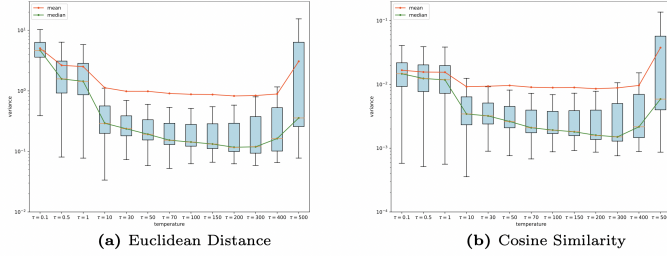 mean
median
10¹
10⁰
10⁻¹
10⁻²
variance
τ=0.1 τ=0.5 τ=1 τ=10 τ=30 τ=50 τ=70 τ=100 τ=150 τ=200 τ=300 τ=400 τ=500
temperature
(a) Euclidean Distance
mean
median
10⁻¹
10⁻²
10⁻³
10⁻⁴
variance
τ=0.1 τ=0.5 τ=1 τ=10 τ=30 τ=50 τ=70 τ=100 τ=150 τ=200 τ=300 τ=400 τ=500
temperature
(b) Cosine Similarity